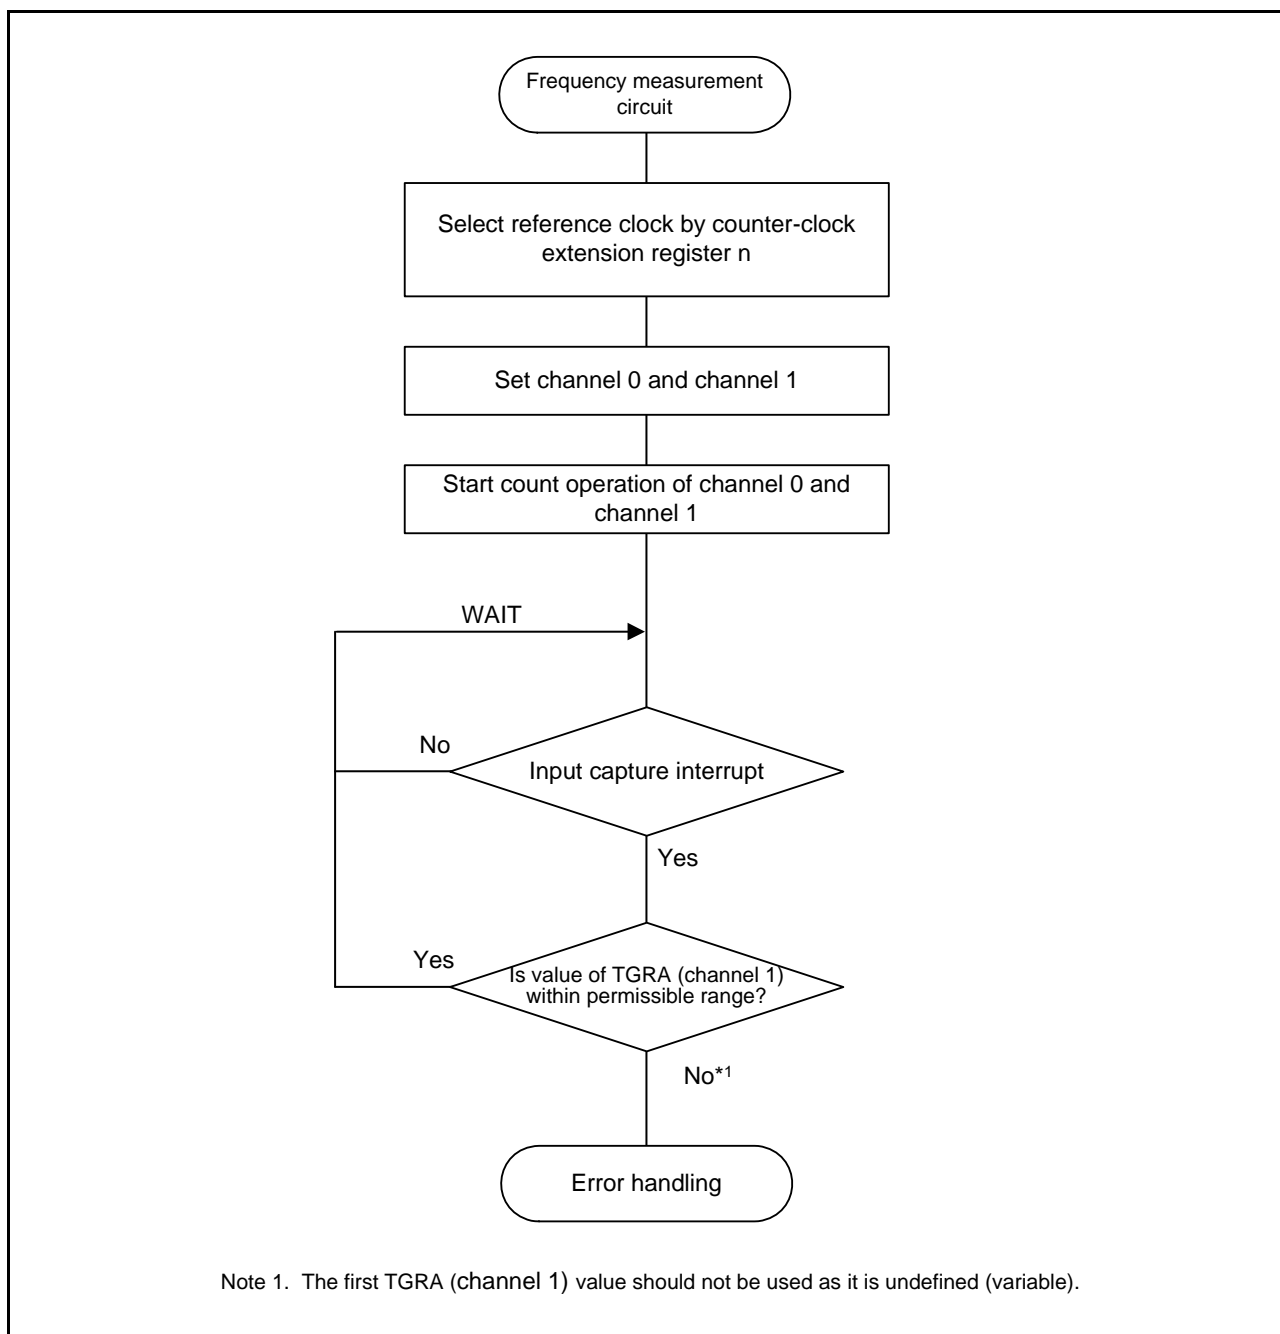 Frequency measurement
circuit
Select reference clock by counter-clock
extension register n
Set channel 0 and channel 1
Start count operation of channel 0 and
channel 1
WAIT
No
Input capture interrupt
Yes
Yes
Is value of TGRA (channel 1)
within permissible range?
No*1
Error handling
Note 1. The first TGRA (channel 1) value should not be used as it is undefined (variable).